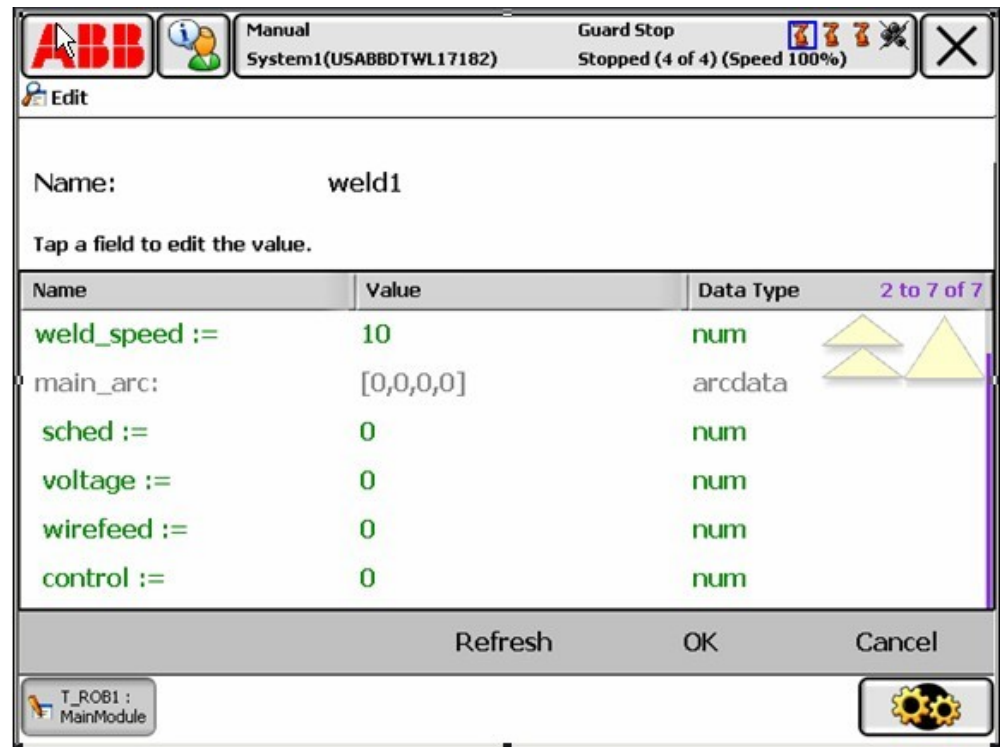 ABB
Manual
System1(USABBDTWL17182)
Guard Stop
Stopped (4 of 4) (Speed 100%)
Edit
Name: weld1
Tap a field to edit the value.
Name Value Data Type 2 to 7 of 7
weld_speed := 10 num
main_arc: [0,0,0,0] arcdata
sched := 0 num
voltage := 0 num
wirefeed := 0 num
control := 0 num
Refresh OK Cancel
T_ROB1 :
MainModule